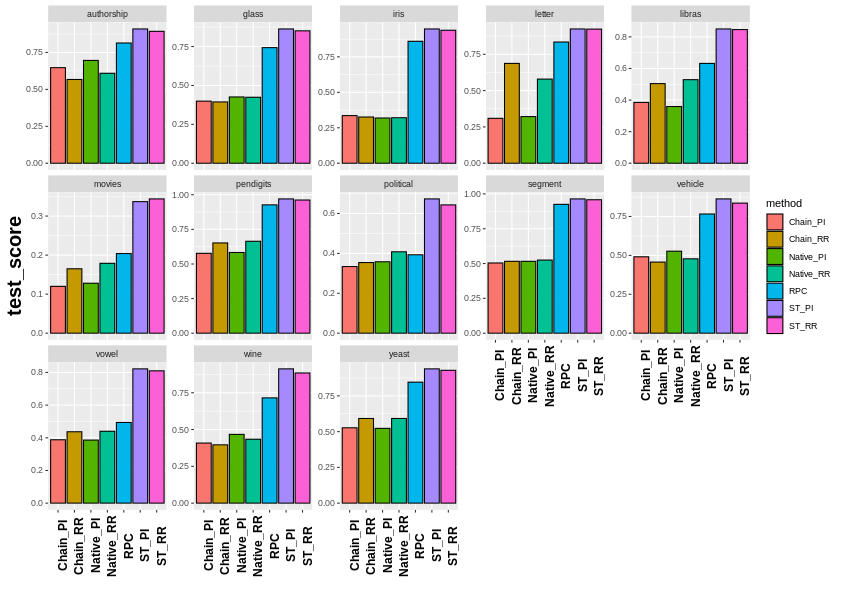 authorship glass iris letter libras
0.75 0.50 0.25 0.00
0.75 0.50 0.25 0.00
0.75 0.50 0.25 0.00
0.75 0.50 0.25 0.00
0.8 0.6 0.4 0.2 0.0
movies pendigits political segment vehicle
0.3 0.2 0.1 0.0
1.00 0.75 0.50 0.25 0.00
0.6 0.4 0.2 0.0
1.00 0.75 0.50 0.25 0.00
0.75 0.50 0.25 0.00
vowel wine yeast
0.8 0.6 0.4 0.2 0.0
0.75 0.50 0.25 0.00
0.75 0.50 0.25 0.00
Chain_PI Chain_RR Native_PI Native_RR RPC ST_PI ST_RR
Chain_PI Chain_RR Native_PI Native_RR RPC ST_PI ST_RR
Chain_PI Chain_RR Native_PI Native_RR RPC ST_PI ST_RR
Chain_PI Chain_RR Native_PI Native_RR RPC ST_PI ST_RR
Chain_PI Chain_RR Native_PI Native_RR RPC ST_PI ST_RR
test_score
method
Chain_PI
Chain_RR
Native_PI
Native_RR
RPC
ST_PI
ST_RR